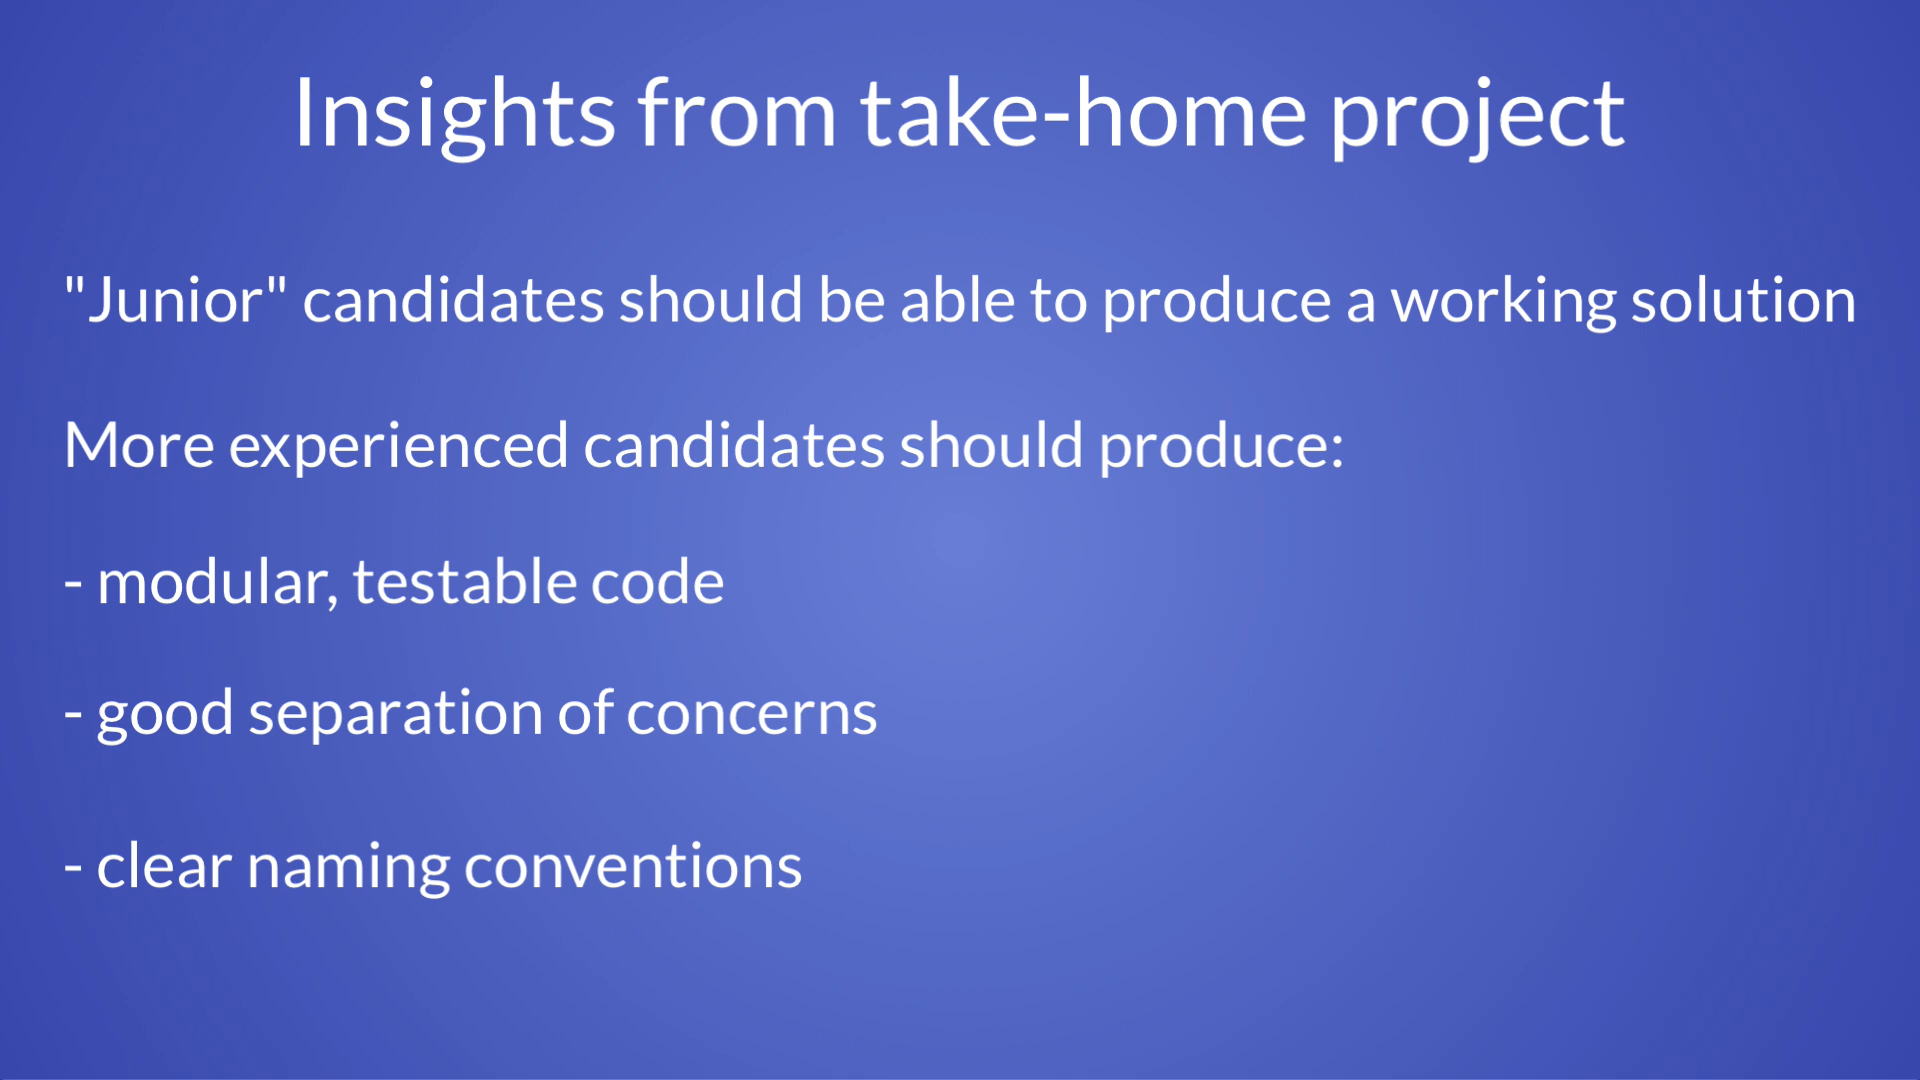 Insights from take-home project
"Junior" candidates should be able to produce a working solution
More experienced candidates should produce:
- modular, testable code
- good separation of concerns
- clear naming conventions